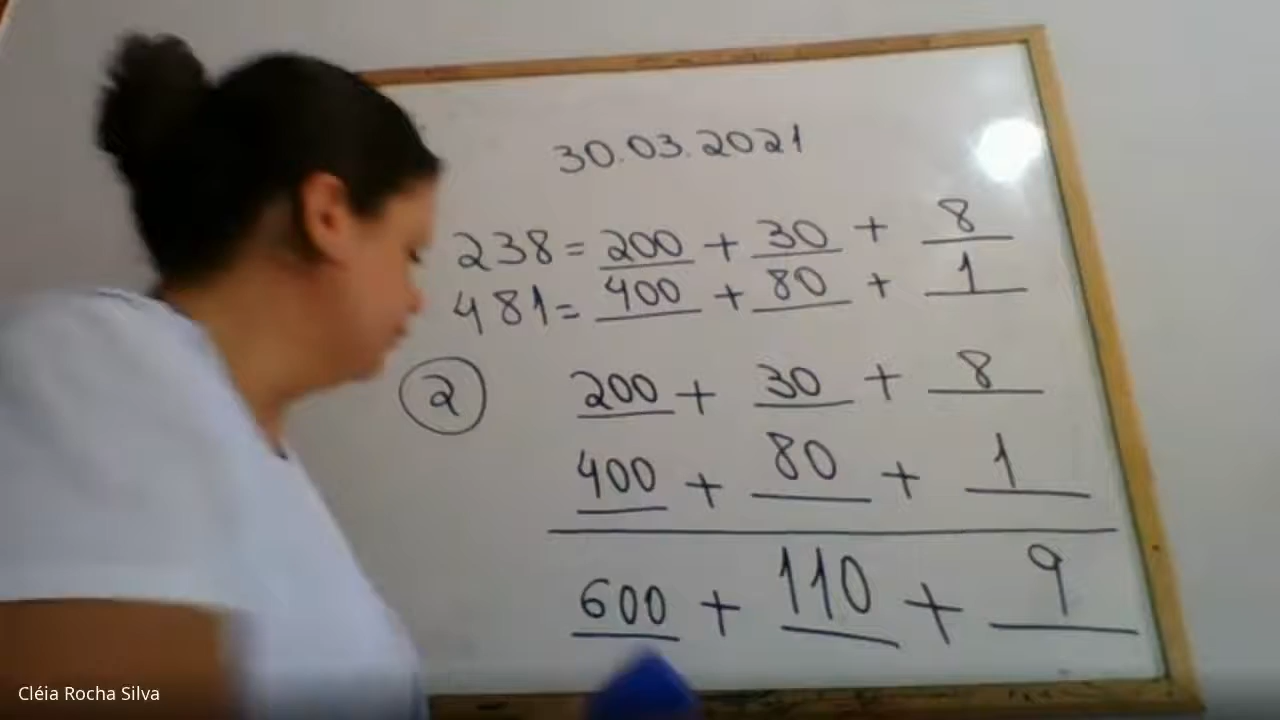 30.03.2021
238 = 200 + 30 + 8
481 = 400 + 80 + 1
2 200 + 30 + 8
400 + 80 + 1
600 + 110 + 9
Cléia Rocha Silva